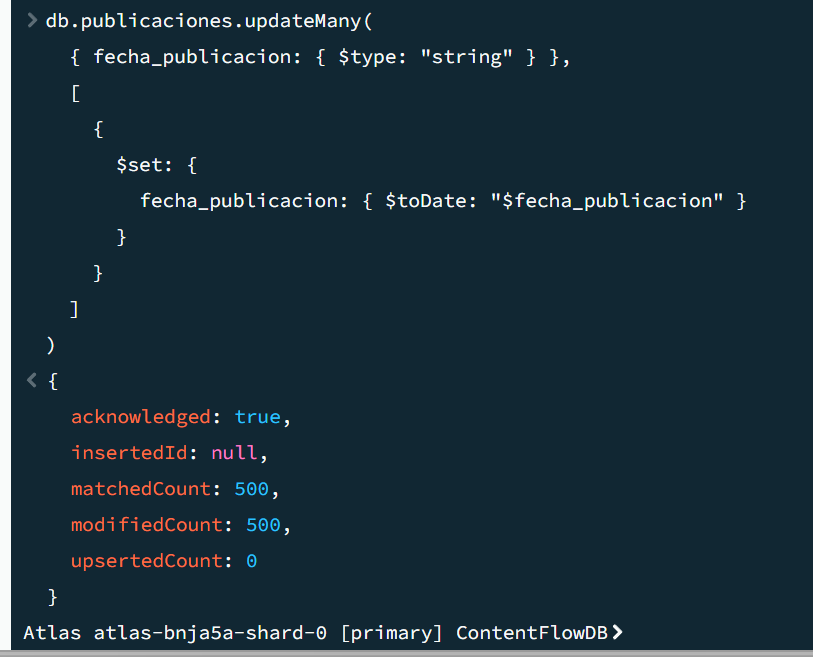 > db.publicaciones.updateMany(
{ fecha_publicacion: { $type: "string" } },
[
{
$set: {
fecha_publicacion: { $toDate: "$fecha_publicacion" }
}
}
]
)
< {
acknowledged: true,
insertedId: null,
matchedCount: 500,
modifiedCount: 500,
upsertedCount: 0
}
Atlas atlas-bnja5a-shard-0 [primary] ContentFlowDB>